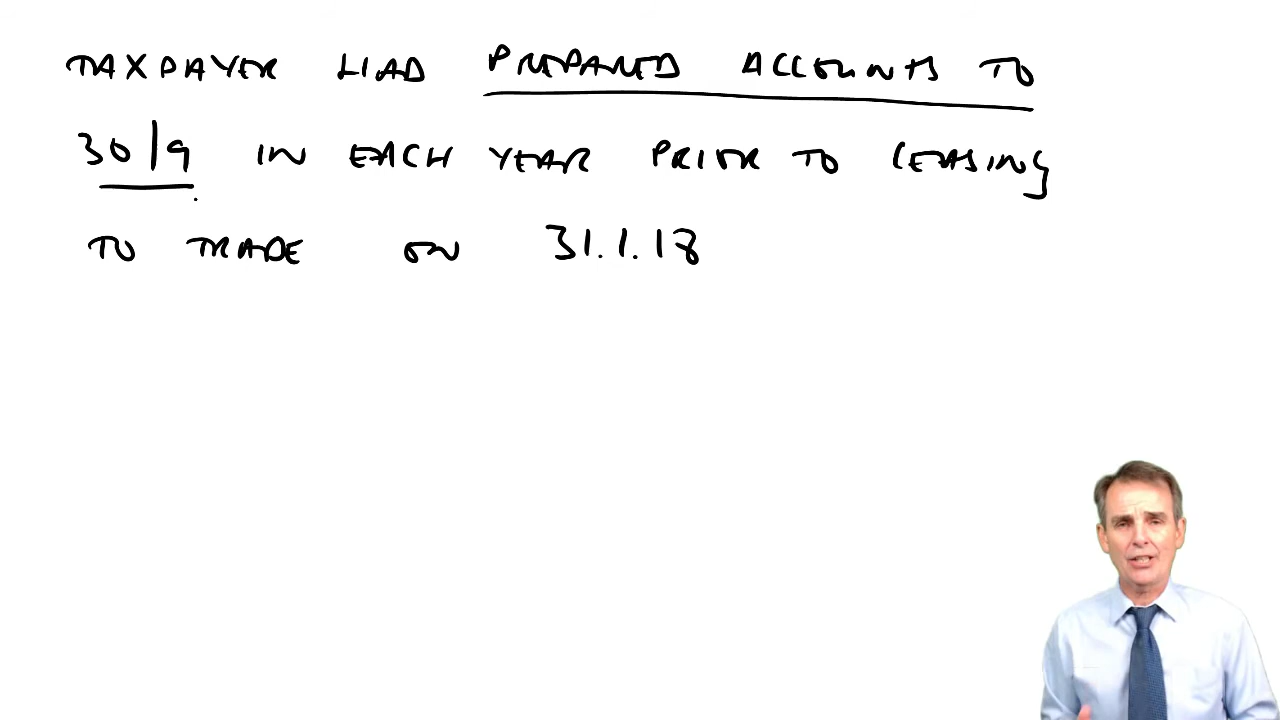 TAXPAYER HAD PREPARED ACCOUNTS TO
30/9 IN EACH YEAR PRIOR TO CEASING
TO TRADE ON 31.1.18